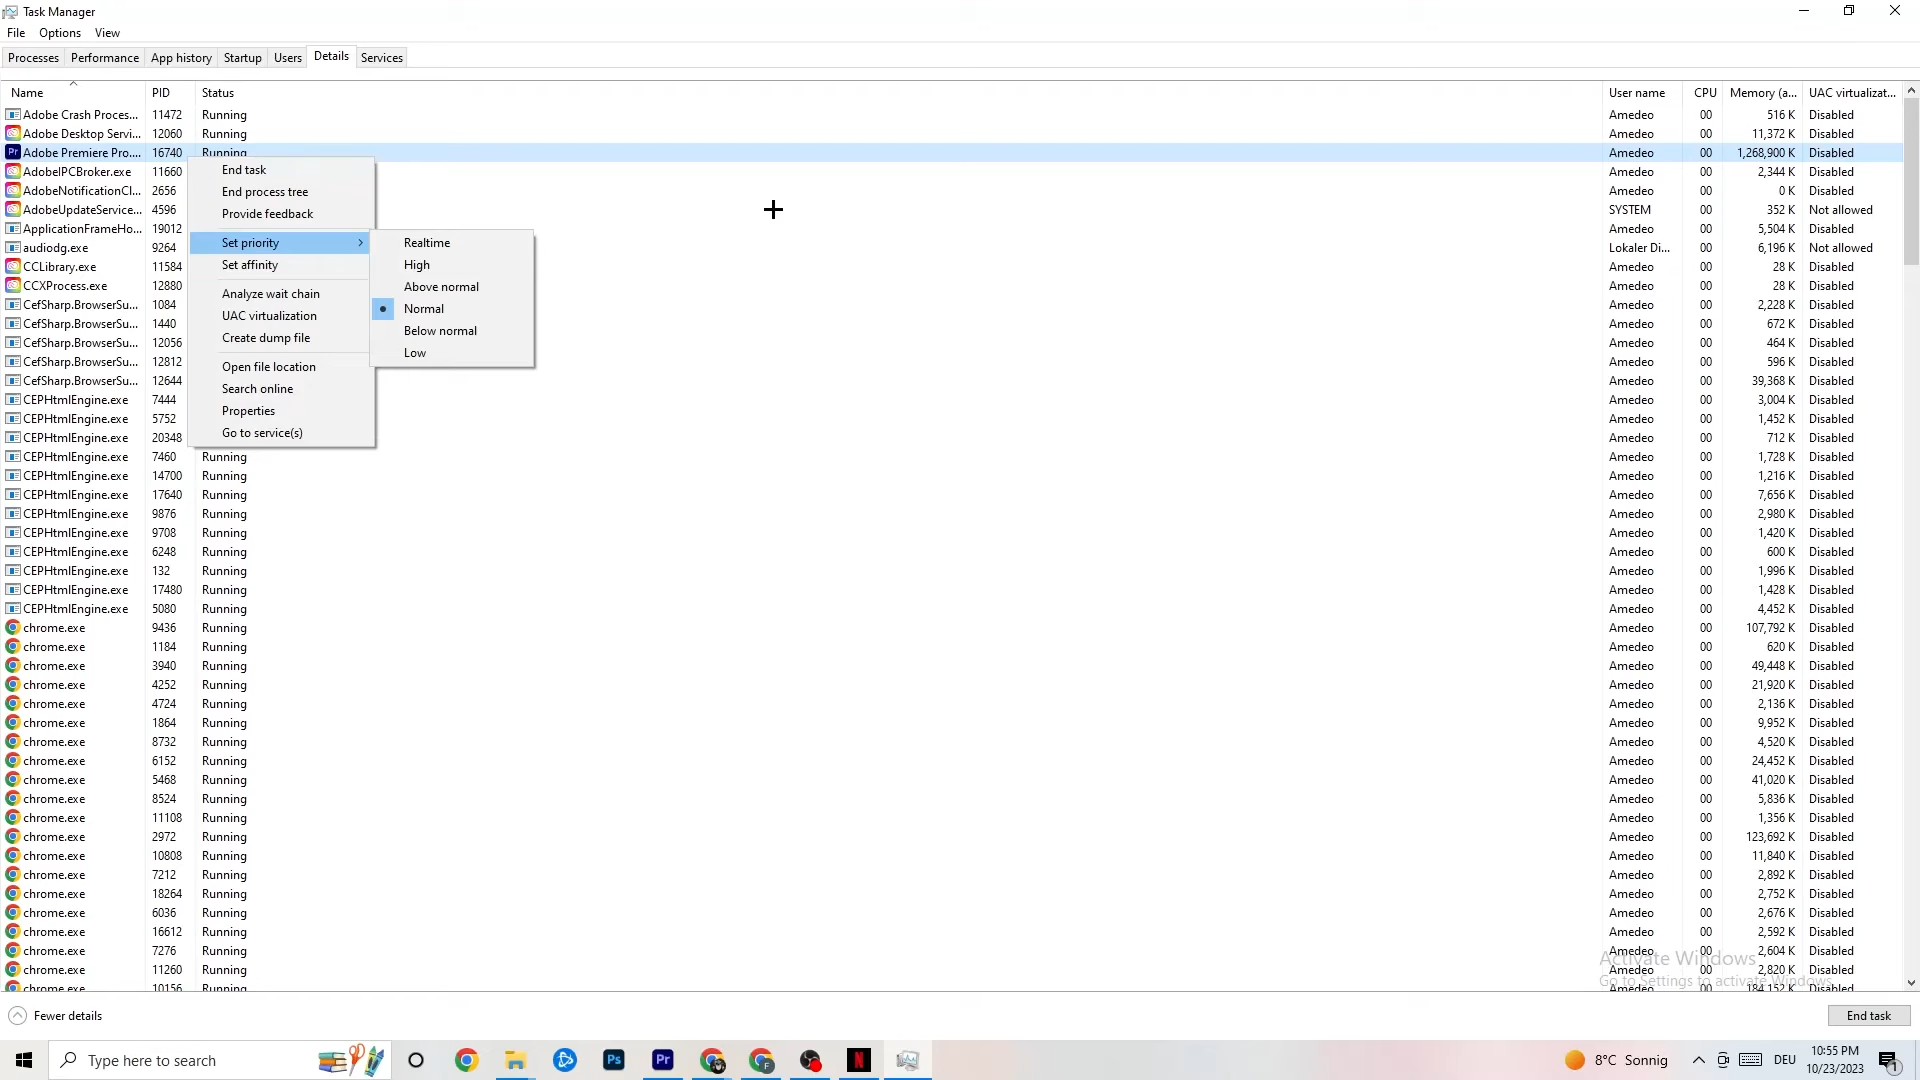 Task Manager
File Options View
Processes Performance App history Startup Users Details Services
Name PID Status User name CPU Memory (a... UAC virtualizat...
Adobe Crash Proces... 11472 Running Amedeo 00 516 K Disabled
Adobe Desktop Servi... 12060 Running Amedeo 00 11,372 K Disabled
Adobe Premiere Pro.... 16740 Running Amedeo 00 1,268,900 K Disabled
AdobeIPCBroker.exe 11660 Amedeo 00 2,344 K Disabled
AdobeNotificationCl... 2656 Amedeo 00 0 K Disabled
AdobeUpdateService... 4596 SYSTEM 00 352 K Not allowed
ApplicationFrameHo... 19012 Amedeo 00 5,504 K Disabled
audiodg.exe 9264 Lokaler Di... 00 6,196 K Not allowed
CCLibrary.exe 11584 Amedeo 00 28 K Disabled
CCXProcess.exe 12880 Amedeo 00 28 K Disabled
CefSharp.BrowserSu... 1084 Amedeo 00 2,228 K Disabled
CefSharp.BrowserSu... 1440 Amedeo 00 672 K Disabled
CefSharp.BrowserSu... 12056 Amedeo 00 464 K Disabled
CefSharp.BrowserSu... 12812 Amedeo 00 596 K Disabled
CefSharp.BrowserSu... 12644 Amedeo 00 39,368 K Disabled
CEPHtmlEngine.exe 7444 Amedeo 00 3,004 K Disabled
CEPHtmlEngine.exe 5752 Amedeo 00 1,452 K Disabled
CEPHtmlEngine.exe 20348 Amedeo 00 712 K Disabled
CEPHtmlEngine.exe 7460 Running Amedeo 00 1,728 K Disabled
CEPHtmlEngine.exe 14700 Running Amedeo 00 1,216 K Disabled
CEPHtmlEngine.exe 17640 Running Amedeo 00 7,656 K Disabled
CEPHtmlEngine.exe 9876 Running Amedeo 00 2,980 K Disabled
CEPHtmlEngine.exe 9708 Running Amedeo 00 1,420 K Disabled
CEPHtmlEngine.exe 6248 Running Amedeo 00 600 K Disabled
CEPHtmlEngine.exe 132 Running Amedeo 00 1,996 K Disabled
CEPHtmlEngine.exe 17480 Running Amedeo 00 1,428 K Disabled
CEPHtmlEngine.exe 5080 Running Amedeo 00 4,452 K Disabled
chrome.exe 9436 Running Amedeo 00 107,792 K Disabled
chrome.exe 1184 Running Amedeo 00 620 K Disabled
chrome.exe 3940 Running Amedeo 00 49,448 K Disabled
chrome.exe 4252 Running Amedeo 00 21,920 K Disabled
chrome.exe 4724 Running Amedeo 00 2,136 K Disabled
chrome.exe 1864 Running Amedeo 00 9,952 K Disabled
chrome.exe 8732 Running Amedeo 00 4,520 K Disabled
chrome.exe 6152 Running Amedeo 00 24,452 K Disabled
chrome.exe 5468 Running Amedeo 00 41,020 K Disabled
chrome.exe 8524 Running Amedeo 00 5,836 K Disabled
chrome.exe 11108 Running Amedeo 00 1,356 K Disabled
chrome.exe 2972 Running Amedeo 00 123,692 K Disabled
chrome.exe 10808 Running Amedeo 00 11,840 K Disabled
chrome.exe 7212 Running Amedeo 00 2,892 K Disabled
chrome.exe 18264 Running Amedeo 00 2,752 K Disabled
chrome.exe 6036 Running Amedeo 00 2,676 K Disabled
chrome.exe 16612 Running Amedeo 00 2,592 K Disabled
chrome.exe 7276 Running Amedeo 00 2,604 K Disabled
chrome.exe 11260 Running Amedeo 00 2,820 K Disabled
chrome.exe 10156 Running Amedeo 00 184,152 K Disabled
End task
End process tree
Provide feedback
Set priority
Set affinity
Analyze wait chain
UAC virtualization
Create dump file
Open file location
Search online
Properties
Go to service(s)
Realtime
High
Above normal
Normal
Below normal
Low
Activate Windows
Go to Settings to activate Windows.
Fewer details End task
Type here to search Ps Pr F N 8°C Sonnig DEU 10:55 PM
10/23/2023 1